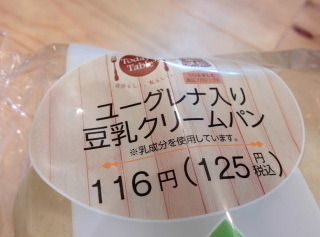 Today's
Table
ユーグレナ入り
豆乳クリームパン
※乳成分を使用しています。
116円(125円税込)